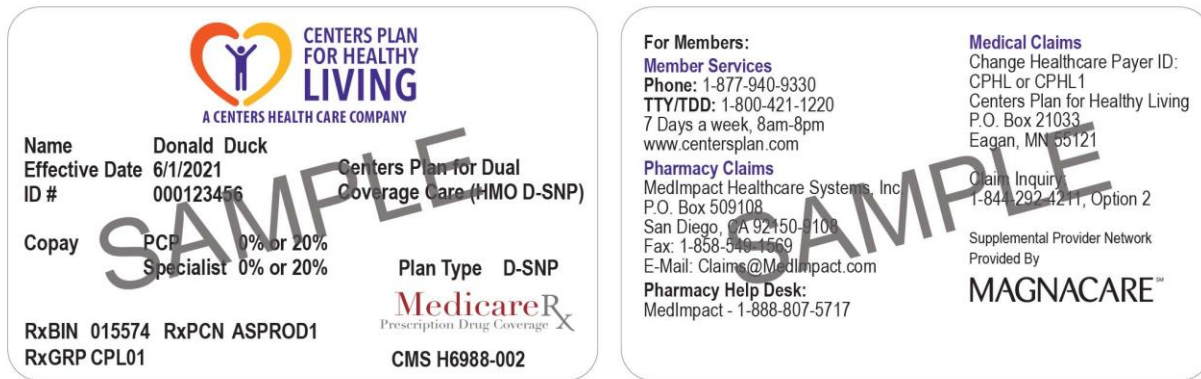 CENTERS PLAN
FOR HEALTHY
LIVING
A CENTERS HEALTH CARE COMPANY
Name Donald Duck
Effective Date 6/1/2021
ID # 000123456
Centers Plan for Dual
Coverage Care (HMO D-SNP)
Copay PCP 0% or 20%
Specialist 0% or 20%
Plan Type D-SNP
MedicareRx
Prescription Drug Coverage
RxBIN 015574 RxPCN ASPROD1
RxGRP CPL01
CMS H6988-002
SAMPLE
For Members:
Member Services
Phone: 1-877-940-9330
TTY/TDD: 1-800-421-1220
7 Days a week, 8am-8pm
www.centersplan.com
Pharmacy Claims
MedImpact Healthcare Systems, Inc
P.O. Box 509108
San Diego, CA 92150-9108
Fax: 1-858-549-1569
E-Mail: Claims@MedImpact.com
Pharmacy Help Desk:
MedImpact - 1-888-807-5717
Medical Claims
Change Healthcare Payer ID:
CPHL or CPHL1
Centers Plan for Healthy Living
P.O. Box 21033
Eagan, MN 55121
Claim Inquiry:
1-844-292-4211, Option 2
Supplemental Provider Network
Provided By
MAGNACARE℠
SAMPLE